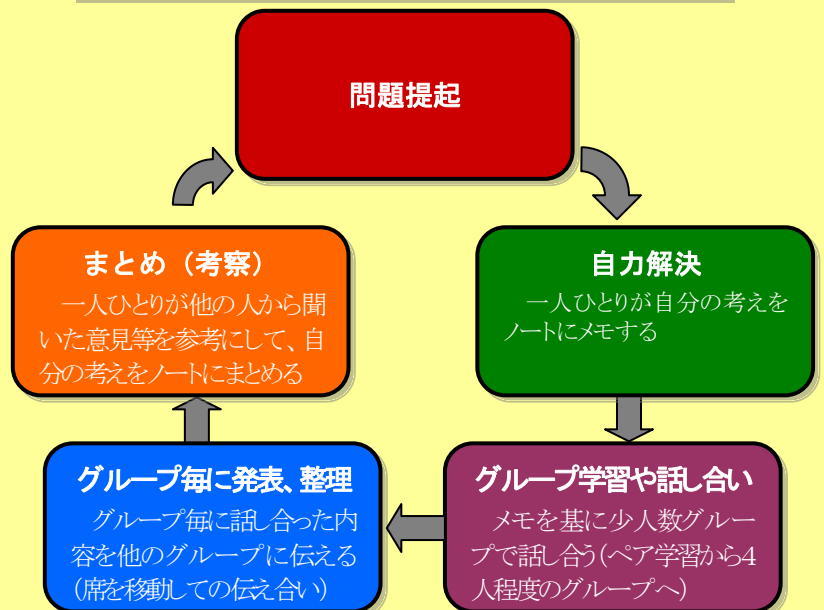 問題提起
自力解決
一人ひとりが自分の考えを
ノートにメモする
グループ学習や話し合い
メモを基に少人数グルー
プで話し合う(ペア学習から4
人程度のグループへ)
グループ毎に発表、整理
グループ毎に話し合った内
容を他のグループに伝える
(席を移動しての伝え合い)
まとめ（考察）
一人ひとりが他の人から聞
いた意見等を参考にして、自
分の考えをノートにまとめる